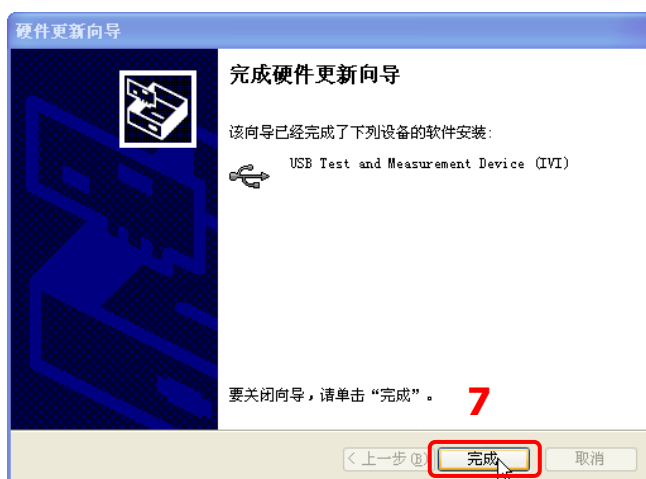 硬件更新向导
完成硬件更新向导
该向导已经完成了下列设备的软件安装:
USB Test and Measurement Device (IVI)
要关闭向导，请单击“完成”。
7
< 上一步(B)
完成
取消